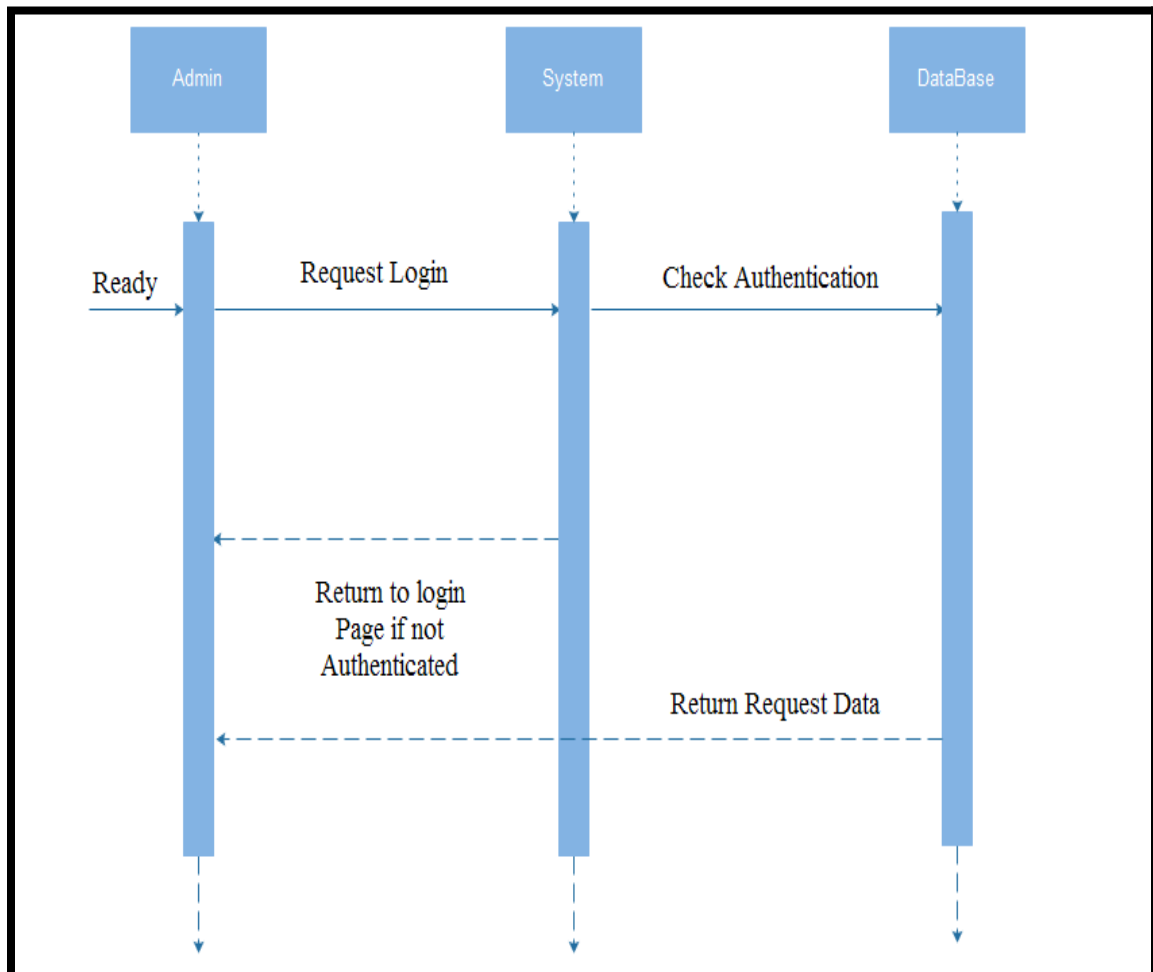 Admin
System
DataBase
Ready
Request Login
Check Authentication
Return to login
Page if not
Authenticated
Return Request Data